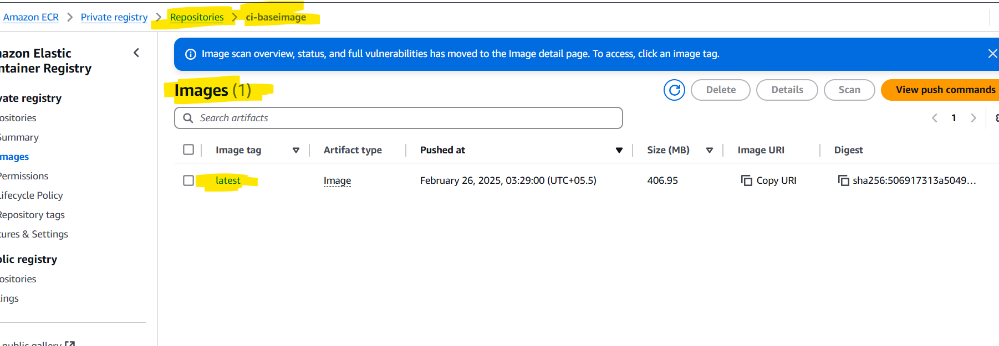 Amazon ECR > Private registry > Repositories > ci-baseimage
Image scan overview, status, and full vulnerabilities has moved to the Image detail page. To access, click an image tag.
azon Elastic
ntainer Registry
vate registry
ositories
Summary
mages
Permissions
ifecycle Policy
Repository tags
tures & Settings
lic registry
ositories
ings
public gallery
Images (1)
Delete
Details
Scan
View push commands
Search artifacts
1
Image tag
Artifact type
Pushed at
Size (MB)
Image URI
Digest
latest
Image
February 26, 2025, 03:29:00 (UTC+05.5)
406.95
Copy URI
sha256:506917313a5049...